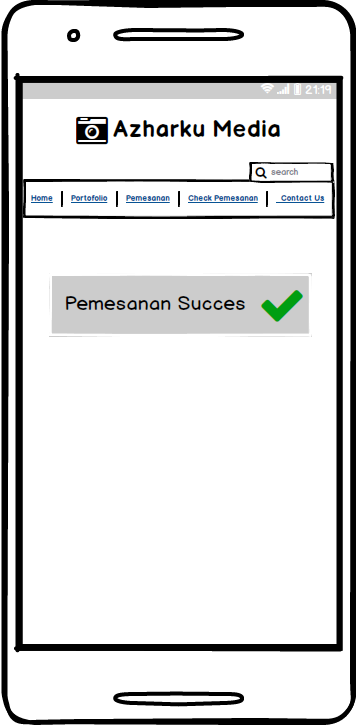 21:19
Azharku Media
search
Home Portofolio Pemesanan Check Pemesanan Contact Us
Pemesanan Succes